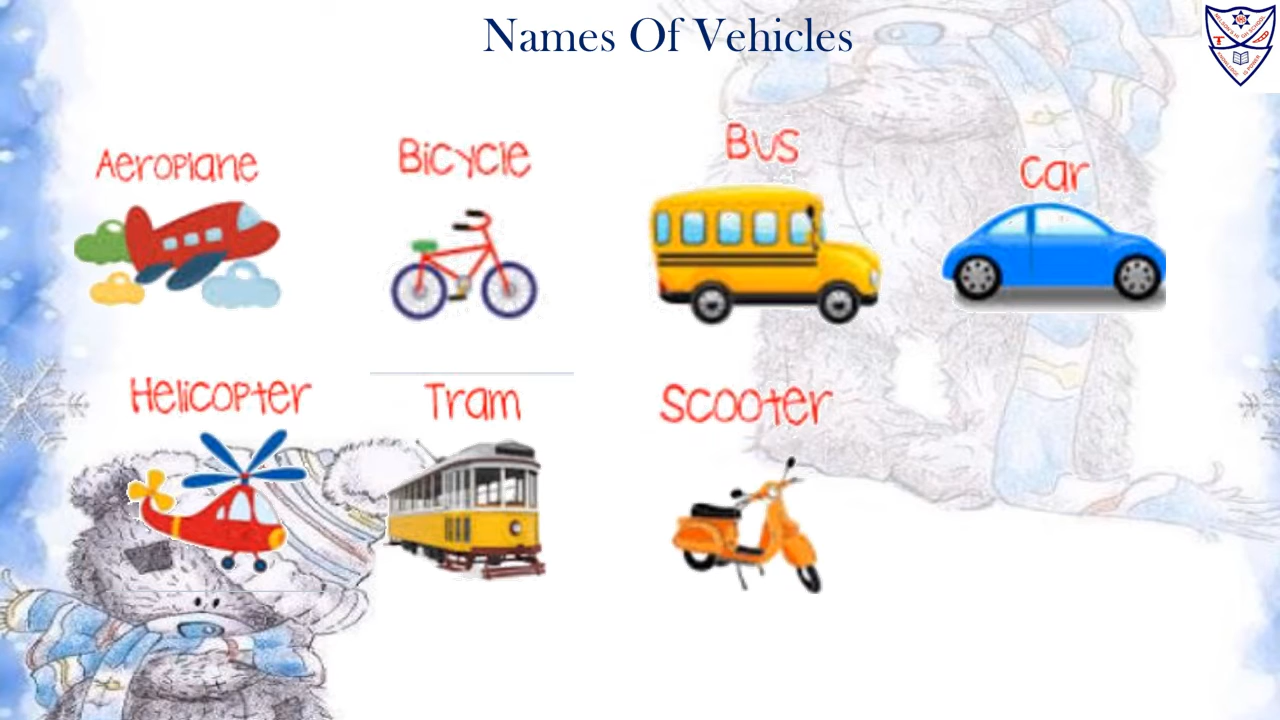 Names Of Vehicles
Aeroplane
Bicycle
Bus
Car
Helicopter
Tram
Scooter